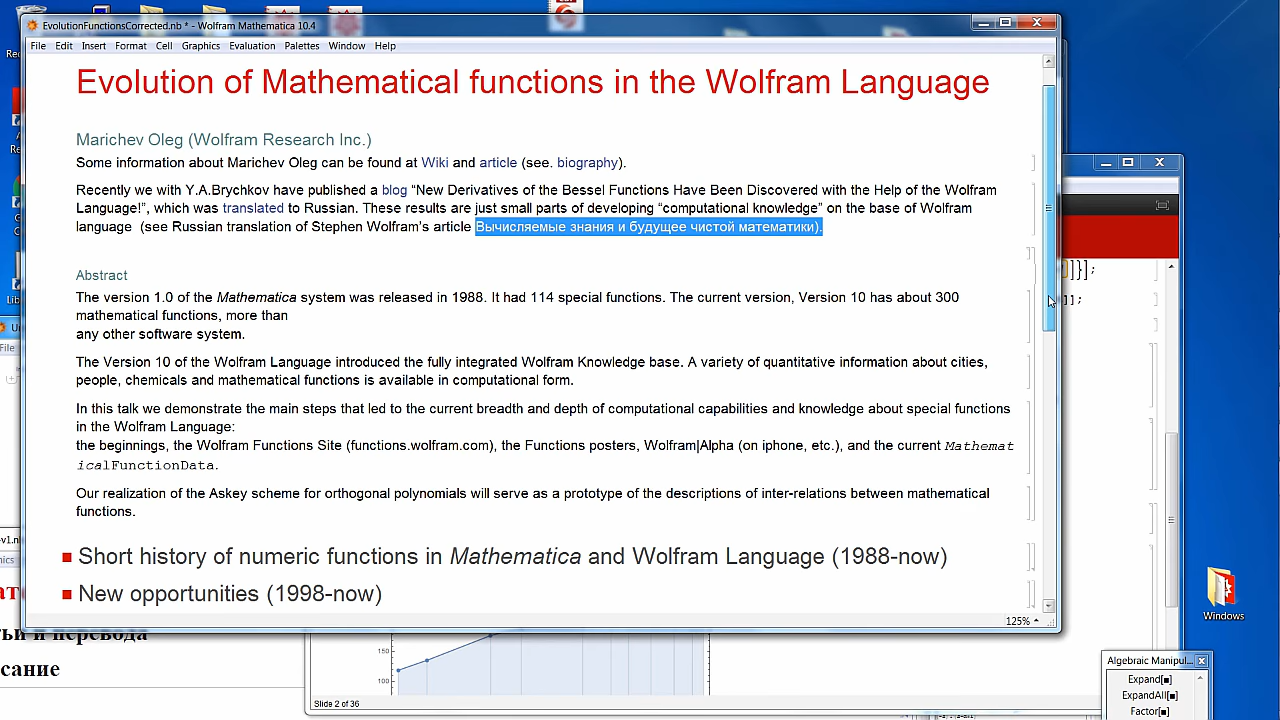 EvolutionFunctionsCorrected.nb * - Wolfram Mathematica 10.4
File Edit Insert Format Cell Graphics Evaluation Palettes Window Help
Evolution of Mathematical functions in the Wolfram Language
Marichev Oleg (Wolfram Research Inc.)
Some information about Marichev Oleg can be found at Wiki and article (see. biography).
Recently we with Y.A.Brychkov have published a blog “New Derivatives of the Bessel Functions Have Been Discovered with the Help of the Wolfram
Language!”, which was translated to Russian. These results are just small parts of developing “computational knowledge” on the base of Wolfram
language (see Russian translation of Stephen Wolfram's article Вычисляемые знания и будущее чистой математики).
Abstract
The version 1.0 of the Mathematica system was released in 1988. It had 114 special functions. The current version, Version 10 has about 300
mathematical functions, more than
any other software system.
The Version 10 of the Wolfram Language introduced the fully integrated Wolfram Knowledge base. A variety of quantitative information about cities,
people, chemicals and mathematical functions is available in computational form.
In this talk we demonstrate the main steps that led to the current breadth and depth of computational capabilities and knowledge about special functions
in the Wolfram Language:
the beginnings, the Wolfram Functions Site (functions.wolfram.com), the Functions posters, Wolfram|Alpha (on iphone, etc.), and the current Mathemat
icalFunctionData.
Our realization of the Askey scheme for orthogonal polynomials will serve as a prototype of the descriptions of inter-relations between mathematical
functions.
Short history of numeric functions in Mathematica and Wolfram Language (1988-now)
New opportunities (1998-now)
125%
Windows
File
150
100
Slide 2 of 36
Algebraic Manipul...
Expand[■]
ExpandAll[■]
Factor[■]